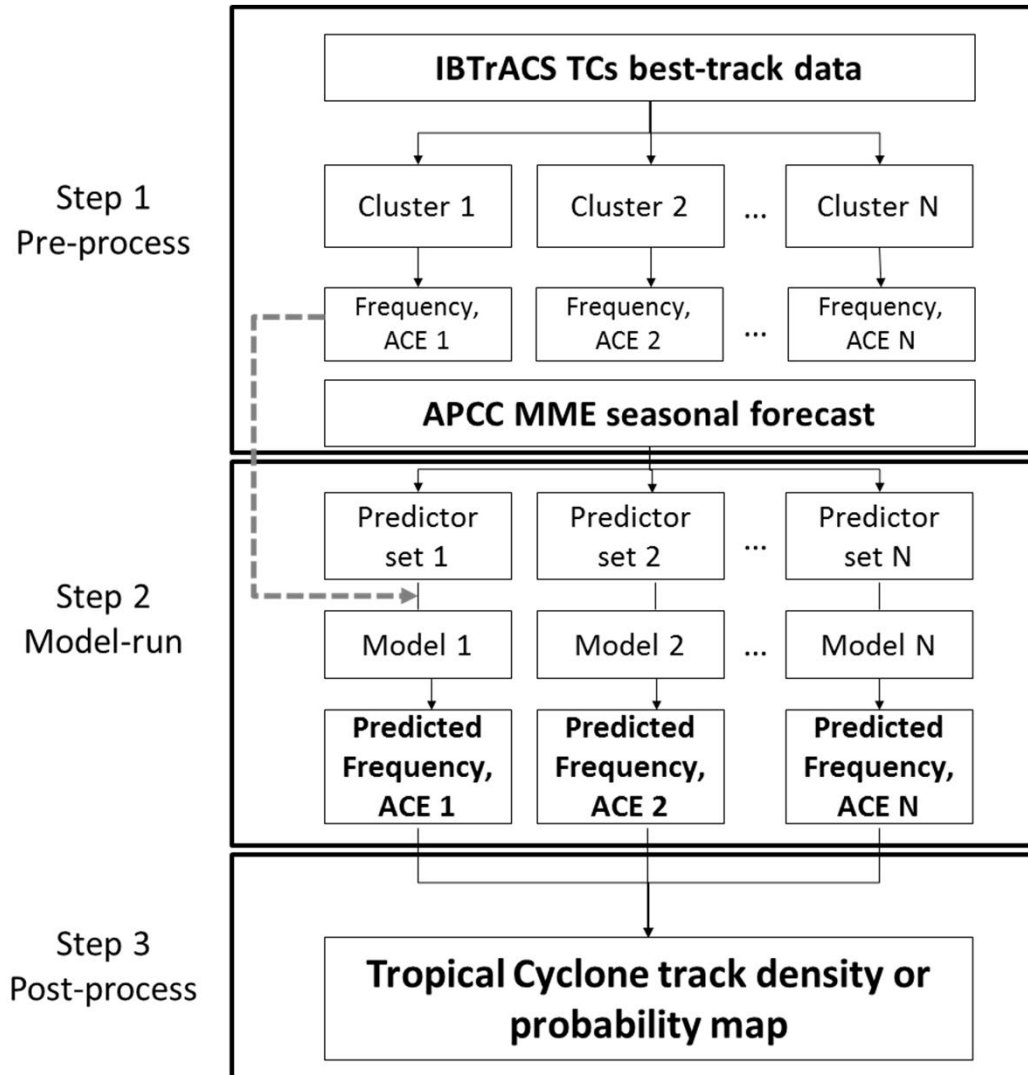 IBTrACS TCs best-track data
Step 1
Pre-process
Cluster 1
Cluster 2
...
Cluster N
Frequency,
ACE 1
Frequency,
ACE 2
...
Frequency,
ACE N
APCC MME seasonal forecast
Step 2
Model-run
Predictor
set 1
Predictor
set 2
...
Predictor
set N
Model 1
Model 2
...
Model N
Predicted
Frequency,
ACE 1
Predicted
Frequency,
ACE 2
Predicted
Frequency,
ACE N
Step 3
Post-process
Tropical Cyclone track density or
probability map